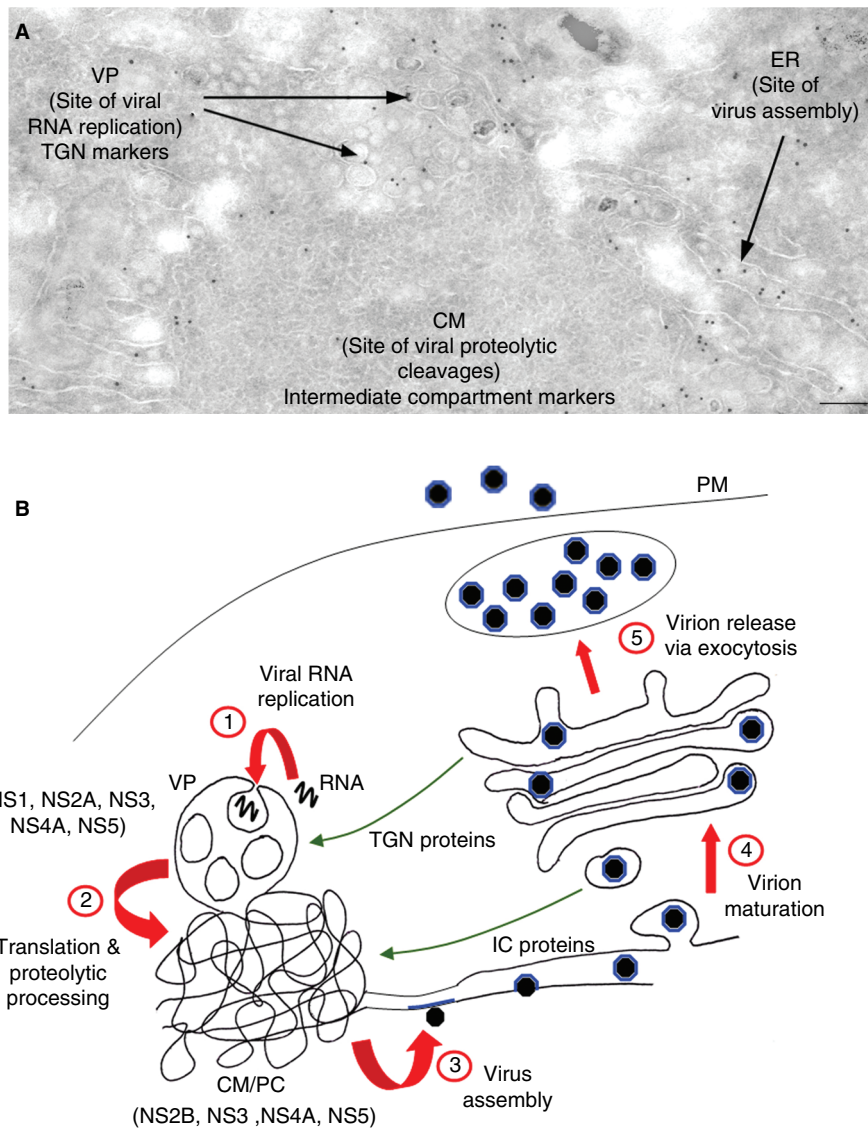 A
VP
(Site of viral
RNA replication)
TGN markers
ER
(Site of
virus assembly)
CM
(Site of viral proteolytic
cleavages)
Intermediate compartment markers
B
PM
5
Virion release
via exocytosis
Viral RNA
replication
1
VP
RNA
NS2A, NS3,
NS4A, NS5)
TGN proteins
4
Virion
maturation
2
Translation &
proteolytic
processing
IC proteins
3
Virus
assembly
CM/PC
(NS2B, NS3 ,NS4A, NS5)